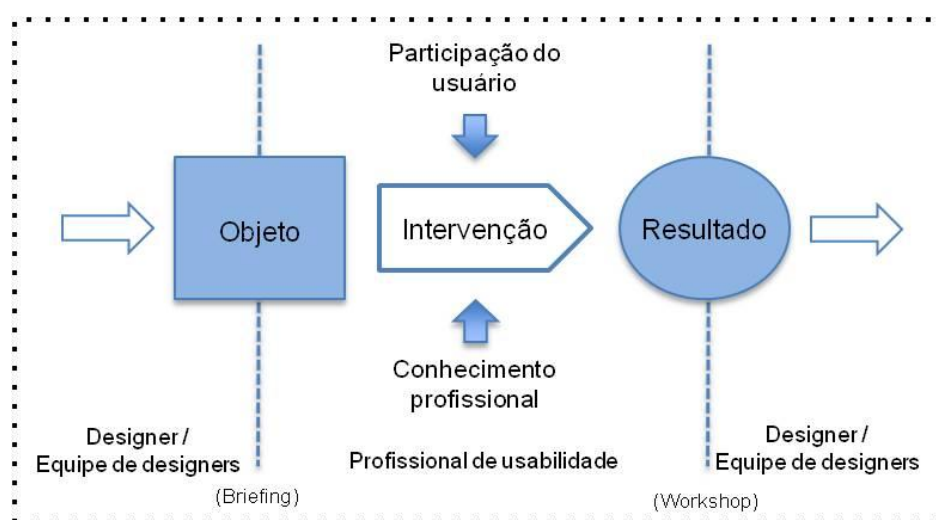 Participação do
usuário
Objeto
Intervenção
Resultado
Conhecimento
profissional
Designer /
Equipe de designers
Profissional de usabilidade
Designer /
Equipe de designers
(Briefing)
(Workshop)